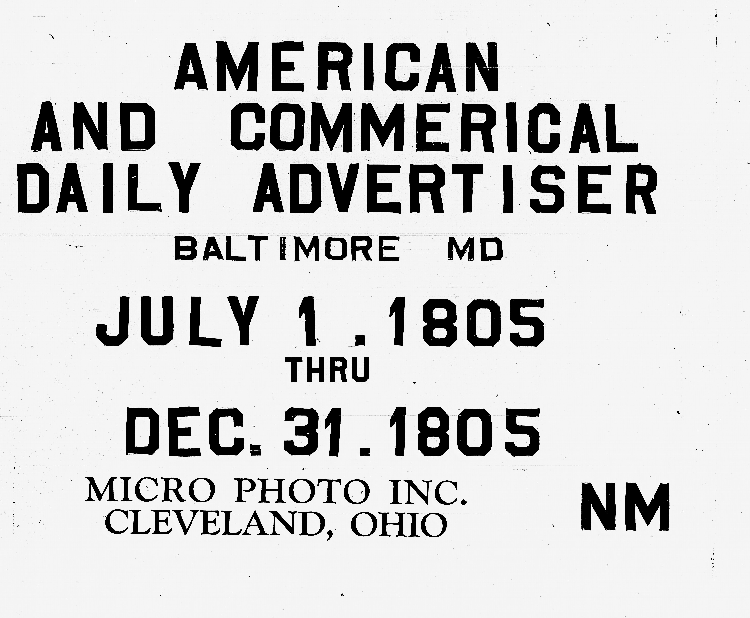 AMERICAN
AND COMMERICAL
DAILY ADVERTISER
BALTIMORE MD
JULY 1.1805
THRU
DEC. 31.1805
MICRO PHOTO INC.
CLEVELAND, OHIO
NM